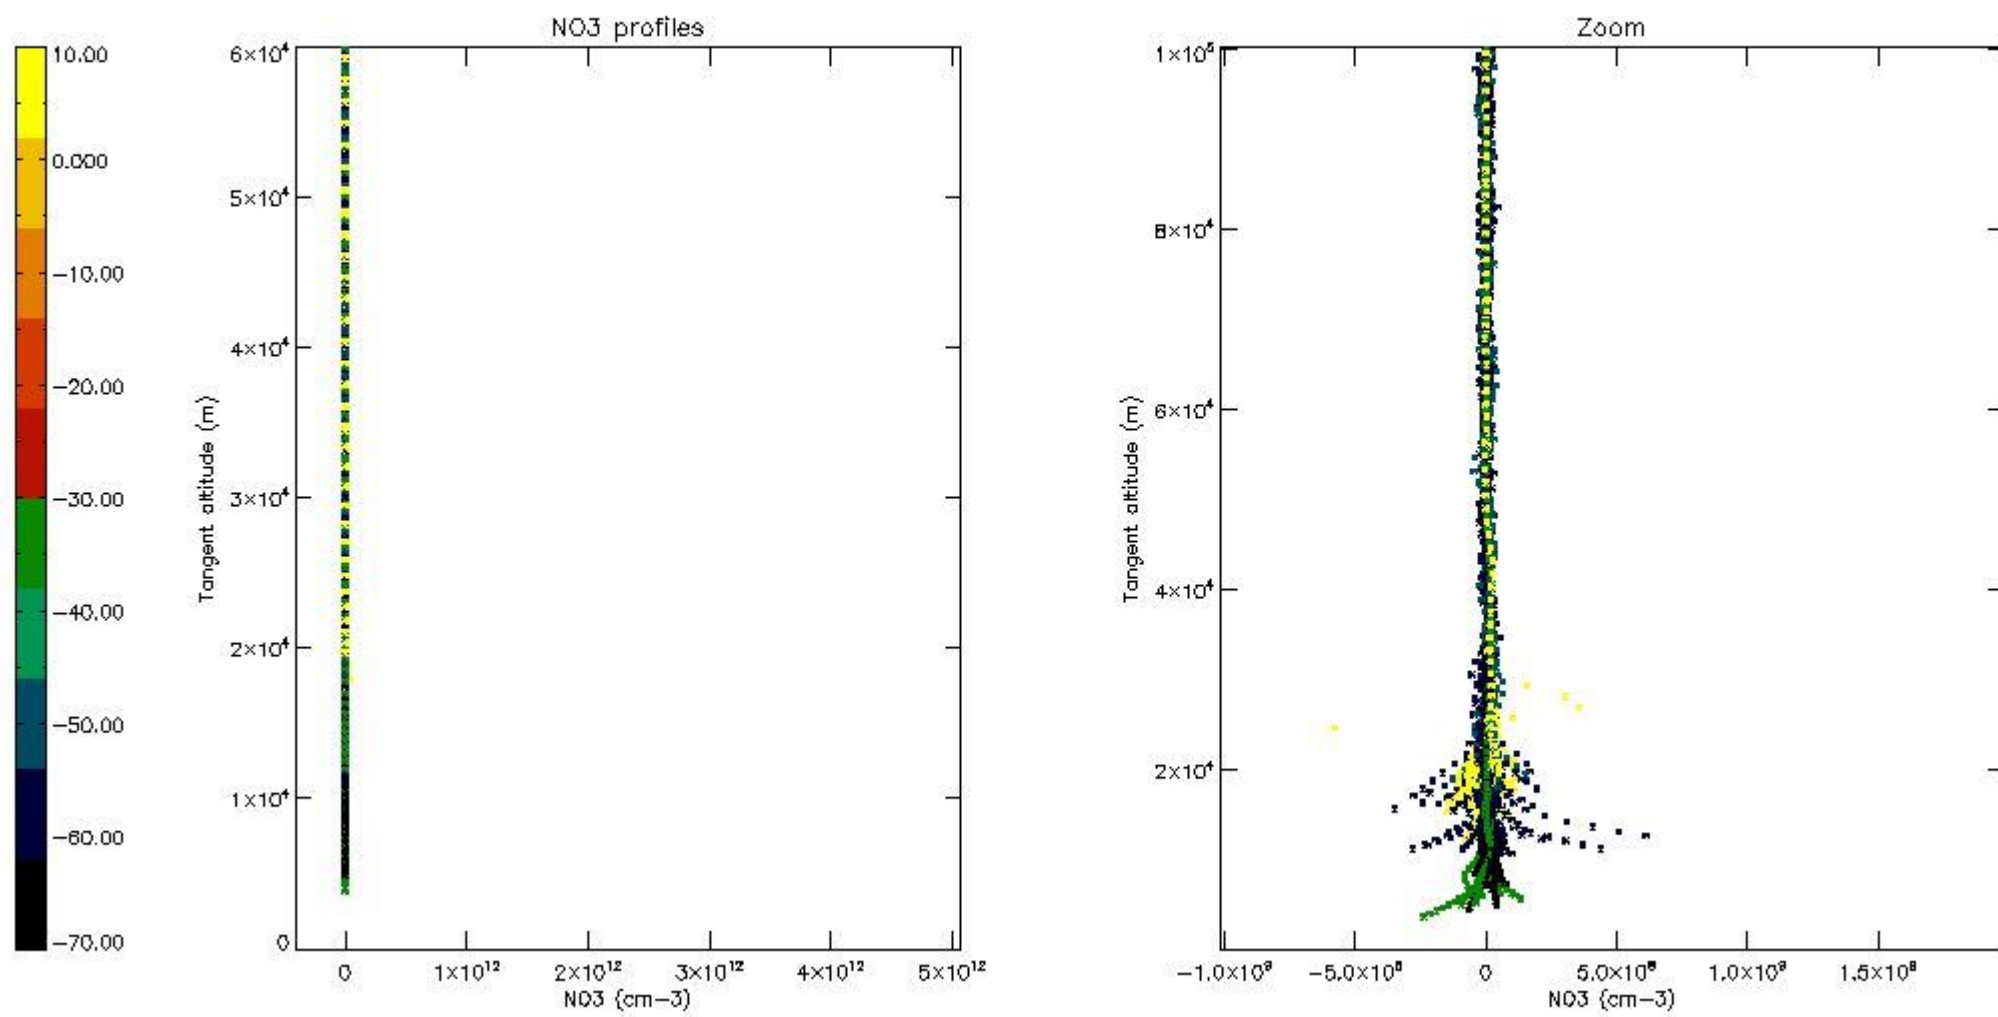 NO3 profiles
10.00
0.000
−10.00
−20.00
−30.00
−40.00
−50.00
−60.00
−70.00
Tangent altitude (m)
6×10⁴
5×10⁴
4×10⁴
3×10⁴
2×10⁴
1×10⁴
0
0 1×10¹² 2×10¹² 3×10¹² 4×10¹² 5×10¹²
NO3 (cm−3)
Zoom
Tangent altitude (m)
1×10⁵
8×10⁴
6×10⁴
4×10⁴
2×10⁴
−1.0×10⁹ −5.0×10⁸ 0 5.0×10⁸ 1.0×10⁹ 1.5×10⁹
NO3 (cm−3)